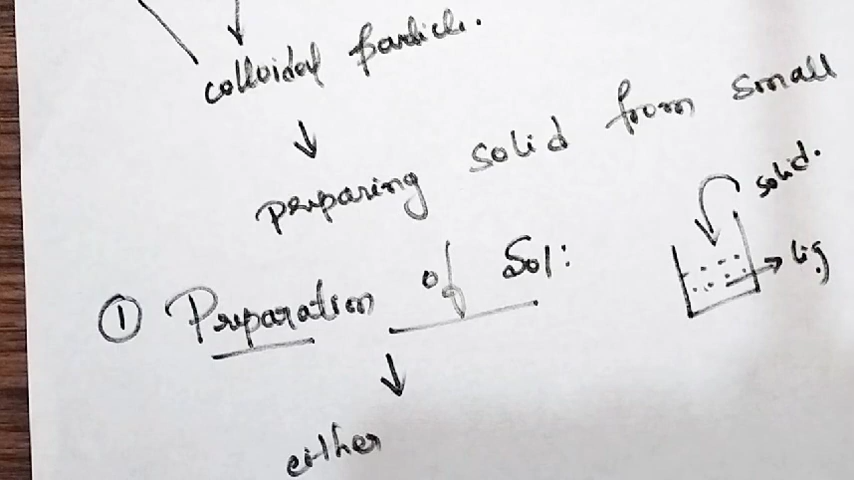 colloidal particle.
preparing solid from small
solid.
liq
① Preparation of Sol:
either